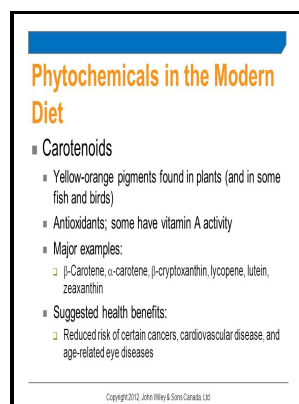 Phytochemicals in the Modern
Diet
Carotenoids
Yellow-orange pigments found in plants (and in some
fish and birds)
Antioxidants; some have vitamin A activity
Major examples:
β-Carotene, α-carotene, β-cryptoxanthin, lycopene, lutein,
zeaxanthin
Suggested health benefits:
Reduced risk of certain cancers, cardiovascular disease, and
age-related eye diseases
Copyright 2012, John Wiley & Sons Canada, Ltd.